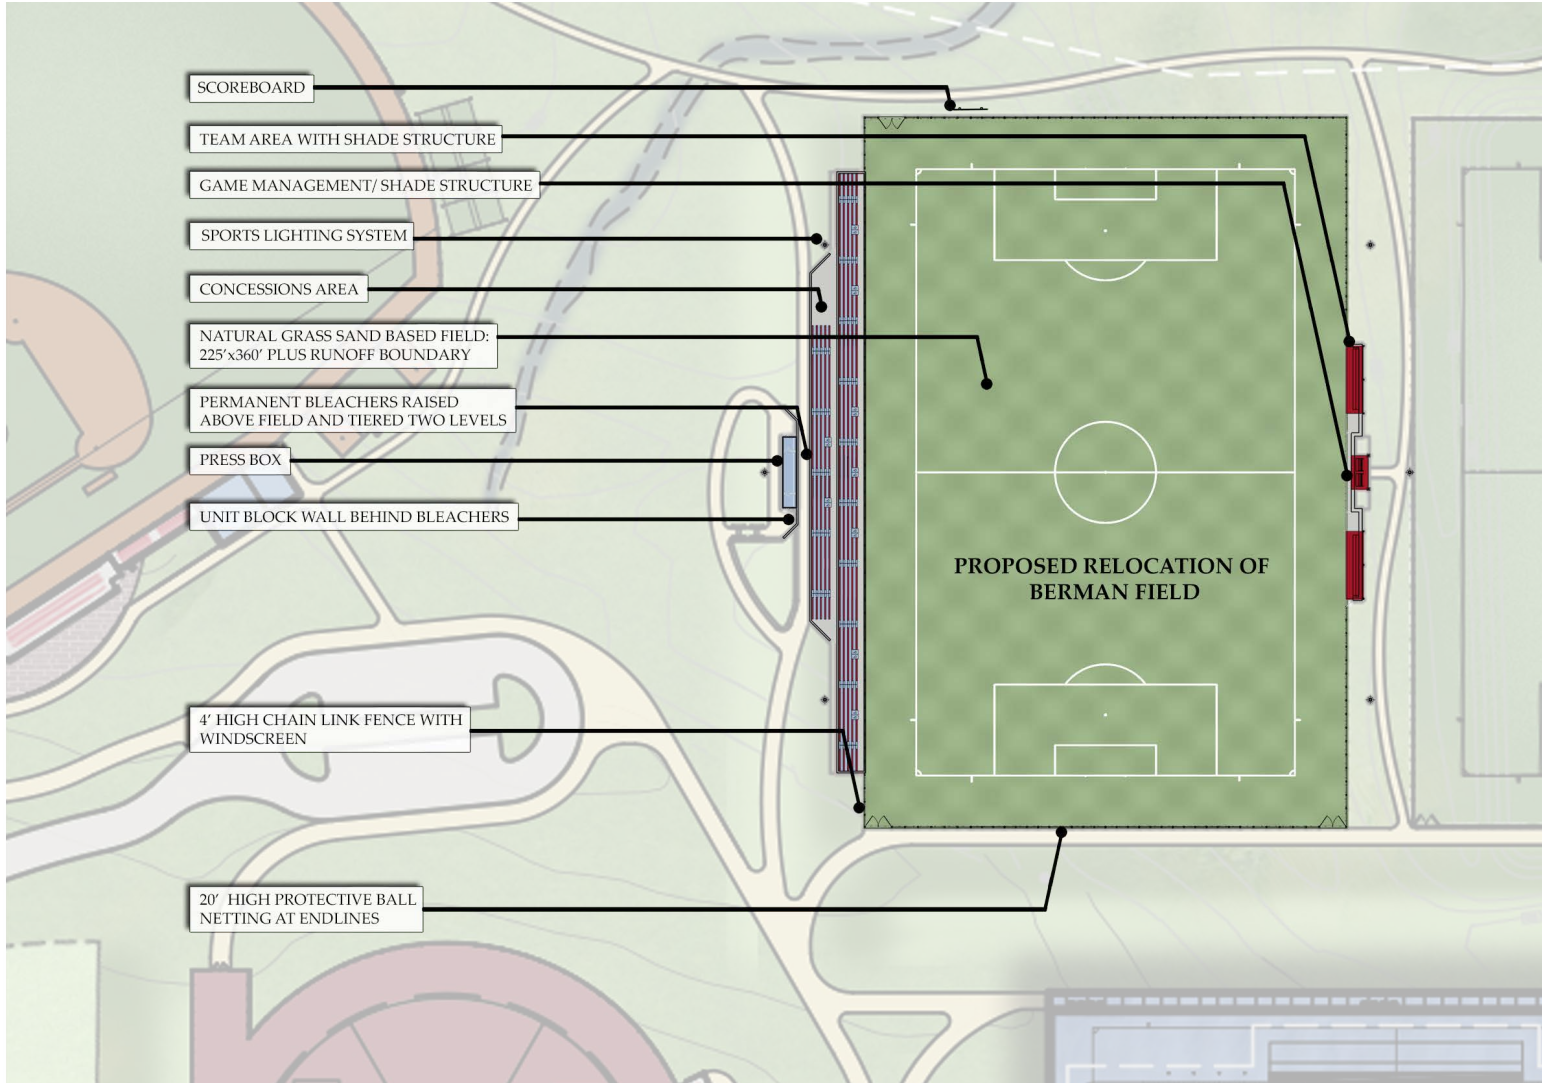 SCOREBOARD
TEAM AREA WITH SHADE STRUCTURE
GAME MANAGEMENT/ SHADE STRUCTURE
SPORTS LIGHTING SYSTEM
CONCESSIONS AREA
NATURAL GRASS SAND BASED FIELD:
225'x360' PLUS RUNOFF BOUNDARY
PERMANENT BLEACHERS RAISED
ABOVE FIELD AND TIERED TWO LEVELS
PRESS BOX
UNIT BLOCK WALL BEHIND BLEACHERS
PROPOSED RELOCATION OF
BERMAN FIELD
4' HIGH CHAIN LINK FENCE WITH
WINDSCREEN
20' HIGH PROTECTIVE BALL
NETTING AT ENDLINES